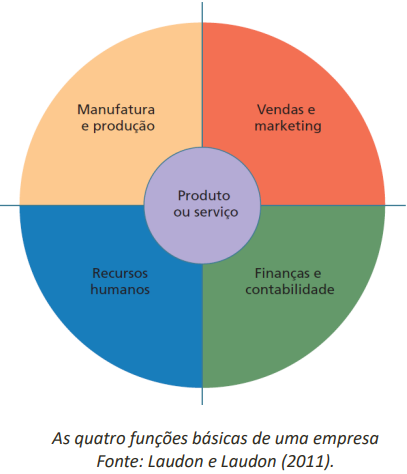 Manufatura
e produção
Vendas e
marketing
Produto
ou serviço
Recursos
humanos
Finanças e
contabilidade
As quatro funções básicas de uma empresa
Fonte: Laudon e Laudon (2011).